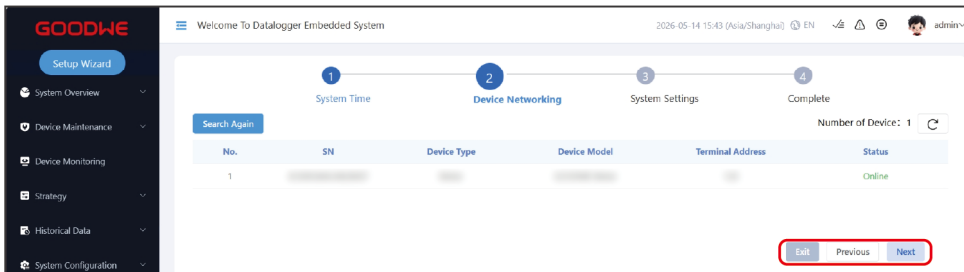 GOODWE
Welcome To Datalogger Embedded System
2026-05-14 15:43 (Asia/Shanghai) EN
admin
Setup Wizard
System Overview
Device Maintenance
Device Monitoring
Strategy
Historical Data
System Configuration
1 2 3 4
System Time Device Networking System Settings Complete
Search Again
Number of Device: 1
No. SN Device Type Device Model Terminal Address Status
1 Online
Exit Previous Next